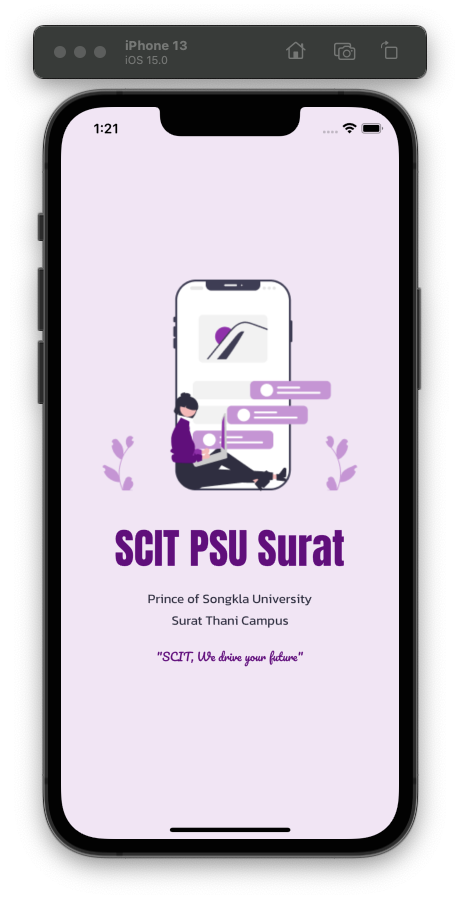 iPhone 13
iOS 15.0
1:21
SCIT PSU Surat
Prince of Songkla University
Surat Thani Campus
"SCIT, We drive your future"